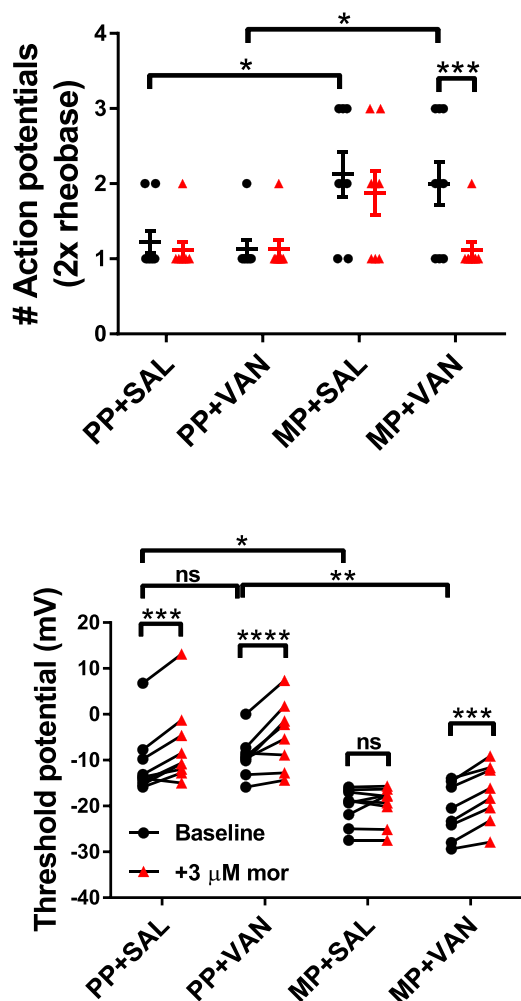 # Action potentials
(2x rheobase)
4
3
2
1
0
*
*
***
PP+SAL
PP+VAN
MP+SAL
MP+VAN
Threshold potential (mV)
20
10
0
-10
-20
-30
-40
*
ns
**
***
****
ns
***
Baseline
+3 μM mor
PP+SAL
PP+VAN
MP+SAL
MP+VAN